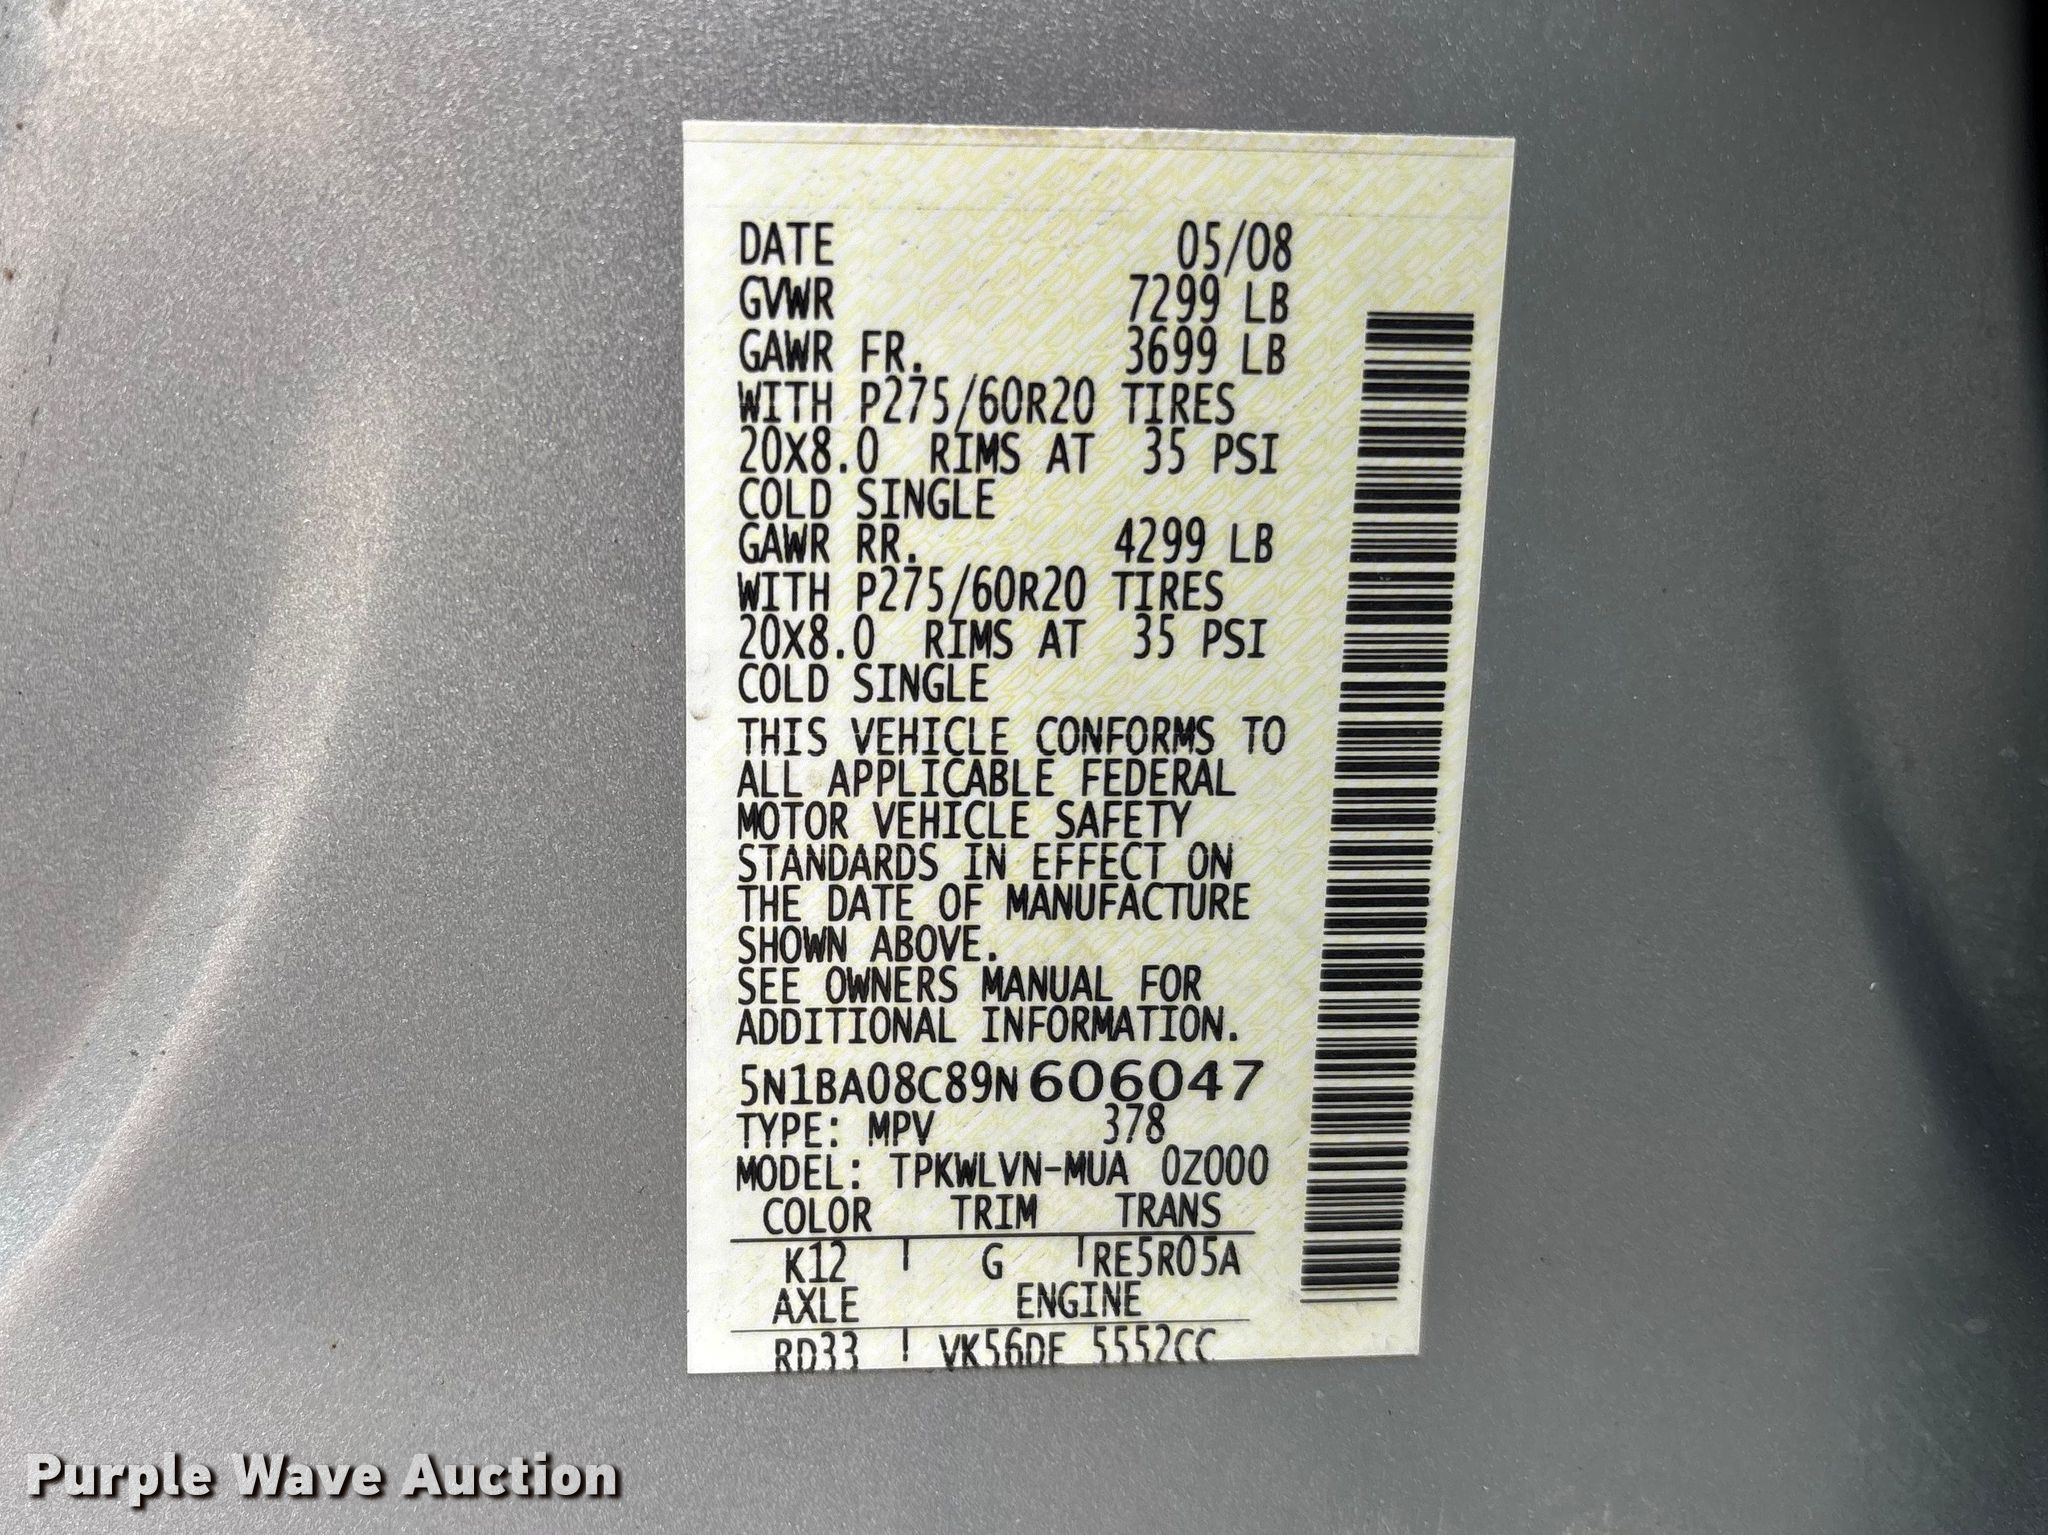 DATE 05/08
GVWR 7299 LB
GAWR FR. 3699 LB
WITH P275/60R20 TIRES
20X8.0 RIMS AT 35 PSI
COLD SINGLE
GAWR RR. 4299 LB
WITH P275/60R20 TIRES
20X8.0 RIMS AT 35 PSI
COLD SINGLE
THIS VEHICLE CONFORMS TO
ALL APPLICABLE FEDERAL
MOTOR VEHICLE SAFETY
STANDARDS IN EFFECT ON
THE DATE OF MANUFACTURE
SHOWN ABOVE.
SEE OWNERS MANUAL FOR
ADDITIONAL INFORMATION.
5N1BA08C89N606047
TYPE: MPV 378
MODEL: TPKWLVN-MUA 0Z000
COLOR TRIM TRANS
K12 G RE5R05A
AXLE ENGINE
RD33 VK56DE 5552CC
Purple Wave Auction